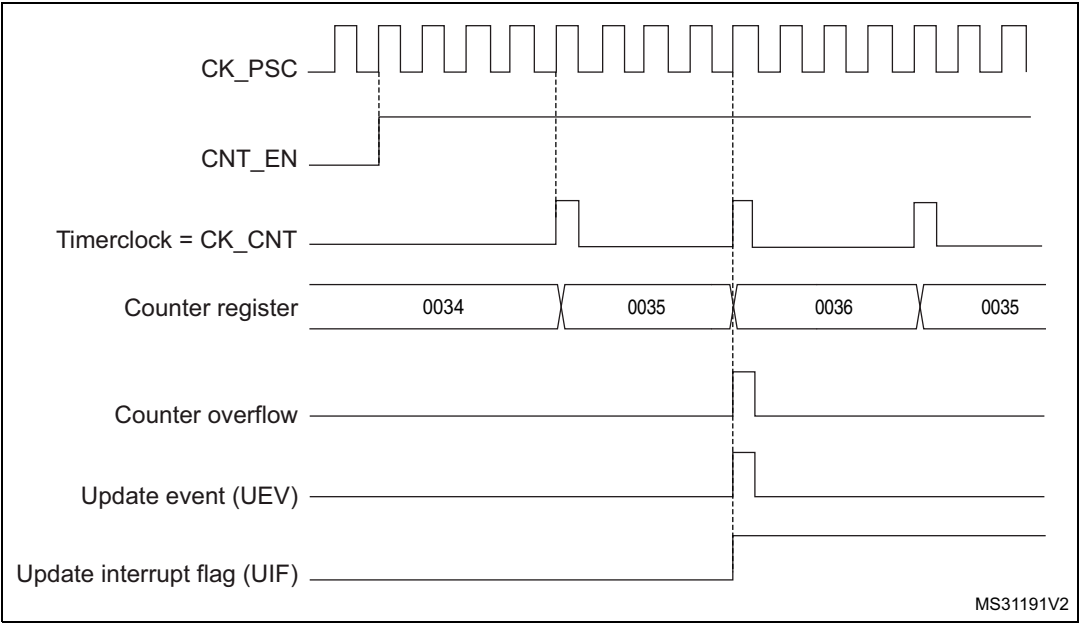 CK_PSC
CNT_EN
Timerclock = CK_CNT
Counter register 0034 0035 0036 0035
Counter overflow
Update event (UEV)
Update interrupt flag (UIF)
MS31191V2